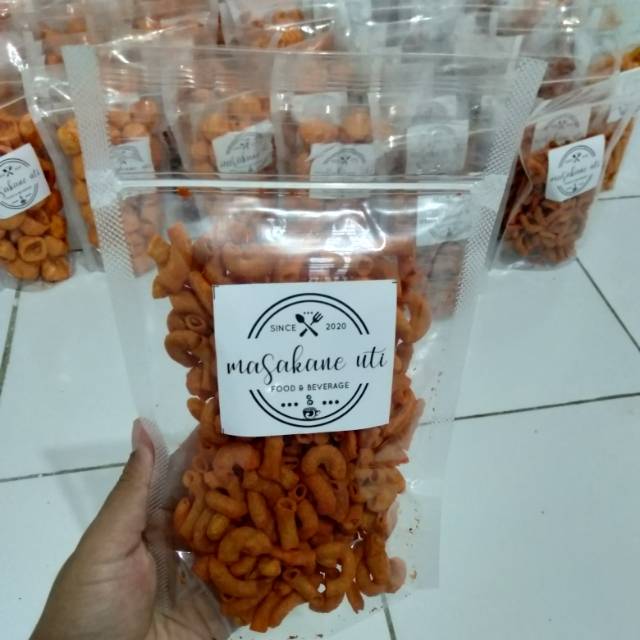 SINCE 2020
masakane uti
FOOD & BEVERAGE